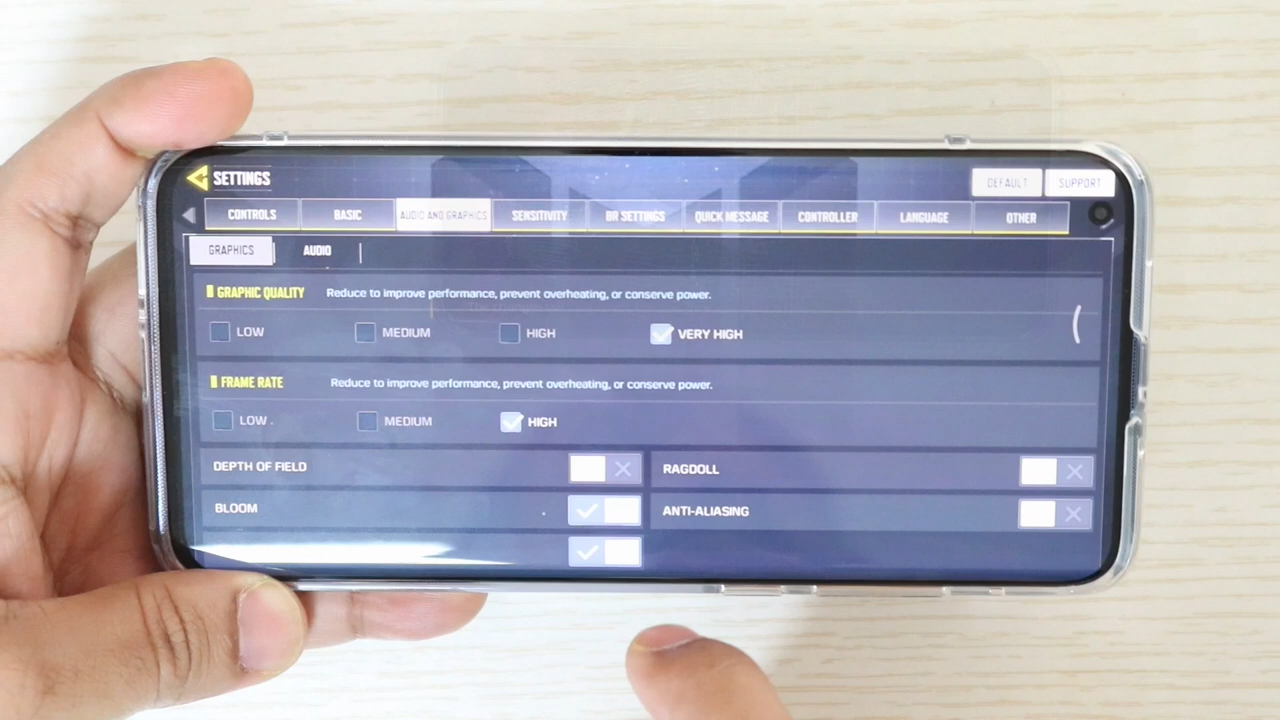 SETTINGS
DEFAULT
SUPPORT
CONTROLS
BASIC
AUDIO AND GRAPHICS
SENSITIVITY
BR SETTINGS
QUICK MESSAGE
CONTROLLER
LANGUAGE
OTHER
GRAPHICS
AUDIO
GRAPHIC QUALITY
Reduce to improve performance, prevent overheating, or conserve power.
LOW
MEDIUM
HIGH
VERY HIGH
FRAME RATE
Reduce to improve performance, prevent overheating, or conserve power.
LOW
MEDIUM
HIGH
DEPTH OF FIELD
RAGDOLL
BLOOM
ANTI-ALIASING